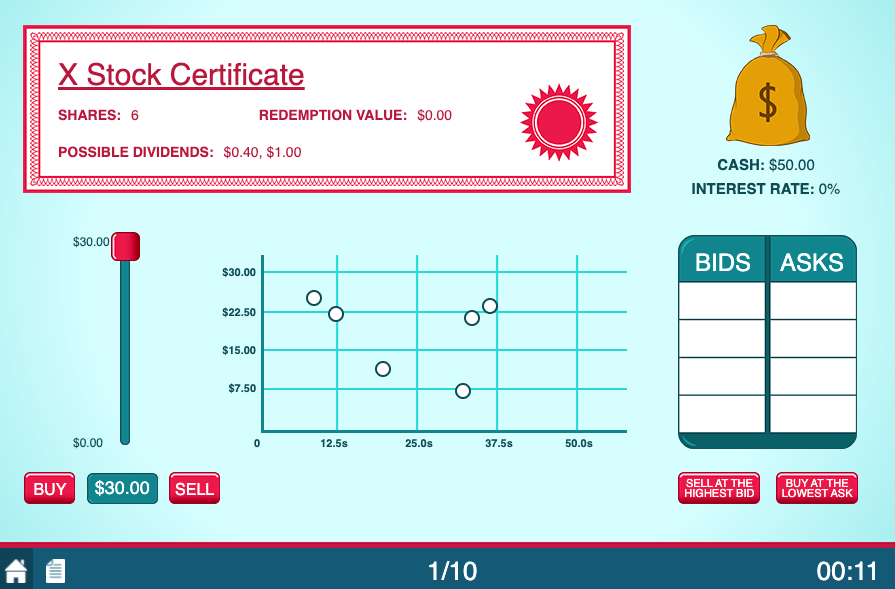 X Stock Certificate
SHARES: 6 REDEMPTION VALUE: $0.00
POSSIBLE DIVIDENDS: $0.40, $1.00
$
CASH: $50.00
INTEREST RATE: 0%
$30.00
$0.00
BUY $30.00 SELL
$30.00
$22.50
$15.00
$7.50
0 12.5s 25.0s 37.5s 50.0s
BIDS ASKS
SELL AT THE
HIGHEST BID
BUY AT THE
LOWEST ASK
1/10 00:11